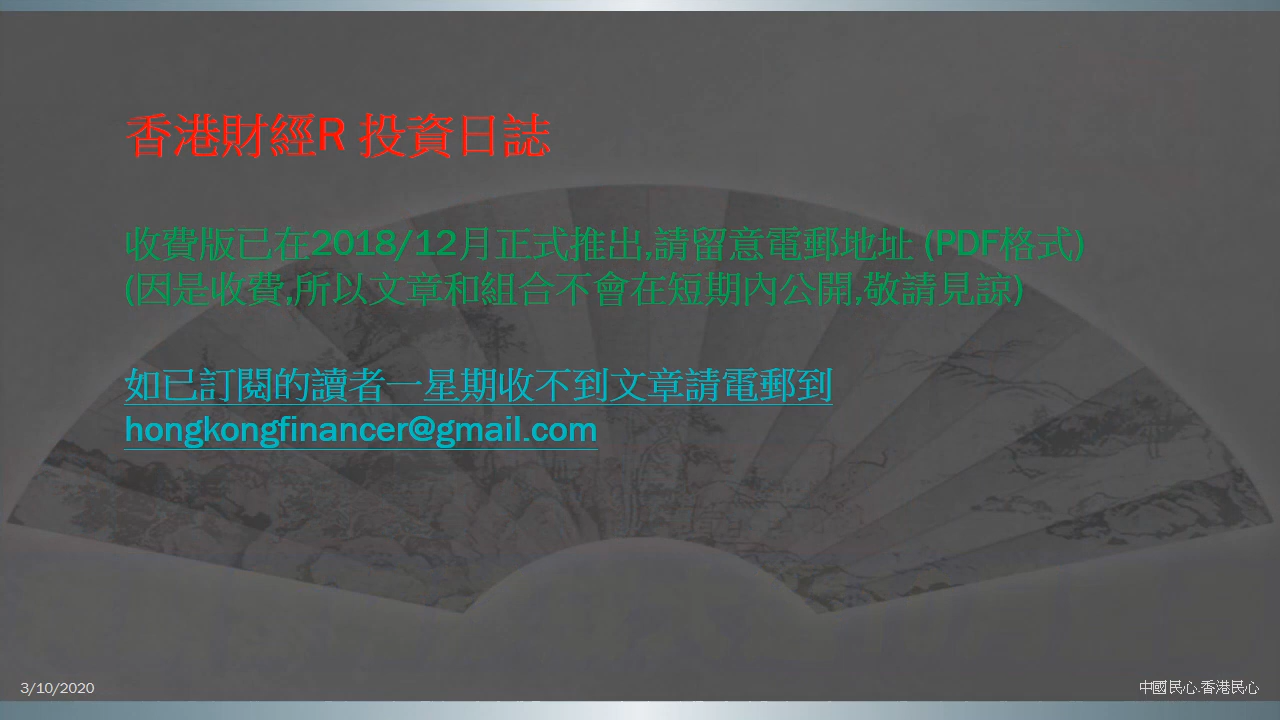 香港財經R 投資日誌
收費版已在2018/12月正式推出,請留意電郵地址 (PDF格式)
(因是收費,所以文章和組合不會在短期內公開,敬請見諒)
如已訂閱的讀者一星期收不到文章請電郵到
hongkongfinancer@gmail.com
3/10/2020
中國民心.香港民心